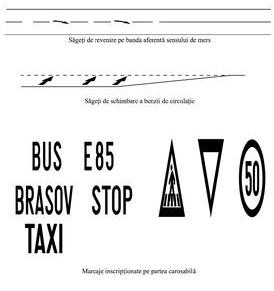 Săgeți de revenire pe banda aferentă sensului de mers
Săgeți de schimbare a benzii de circulație
BUS E 85
BRASOV STOP
TAXI
50
Marcaje inscripționate pe partea carosabilă